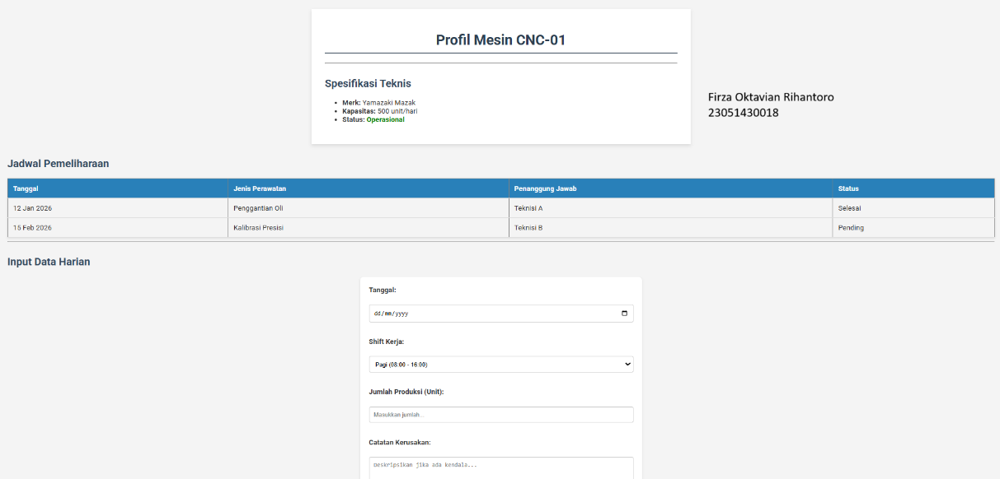 Profil Mesin CNC-01
Spesifikasi Teknis
Merk: Yamazaki Mazak
Kapasitas: 500 unit/hari
Status: Operasional
Firza Oktavian Rihantoro
23051430018
Jadwal Pemeliharaan
Tanggal Jenis Perawatan Penanggung Jawab Status
12 Jan 2026 Penggantian Oli Teknisi A Selesai
15 Feb 2026 Kalibrasi Presisi Teknisi B Pending
Input Data Harian
Tanggal:
dd/mm/yyyy
Shift Kerja:
Pagi (08:00 - 16:00)
Jumlah Produksi (Unit):
Masukkan jumlah...
Catatan Kerusakan:
Deskripsikan jika ada kendala...